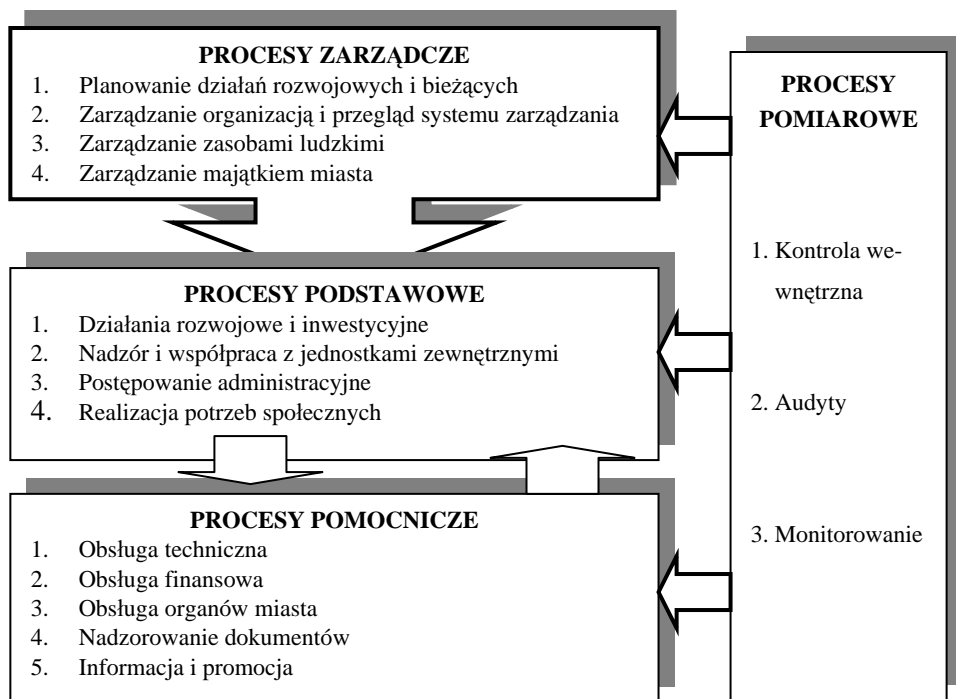 PROCESY ZARZĄDCZE
1. Planowanie działań rozwojowych i bieżących
2. Zarządzanie organizacją i przegląd systemu zarządzania
3. Zarządzanie zasobami ludzkimi
4. Zarządzanie majątkiem miasta
PROCESY PODSTAWOWE
1. Działania rozwojowe i inwestycyjne
2. Nadzór i współpraca z jednostkami zewnętrznymi
3. Postępowanie administracyjne
4. Realizacja potrzeb społecznych
PROCESY POMOCNICZE
1. Obsługa techniczna
2. Obsługa finansowa
3. Obsługa organów miasta
4. Nadzorowanie dokumentów
5. Informacja i promocja
PROCESY
POMIAROWE
1. Kontrola we-
wnętrzna
2. Audyty
3. Monitorowanie